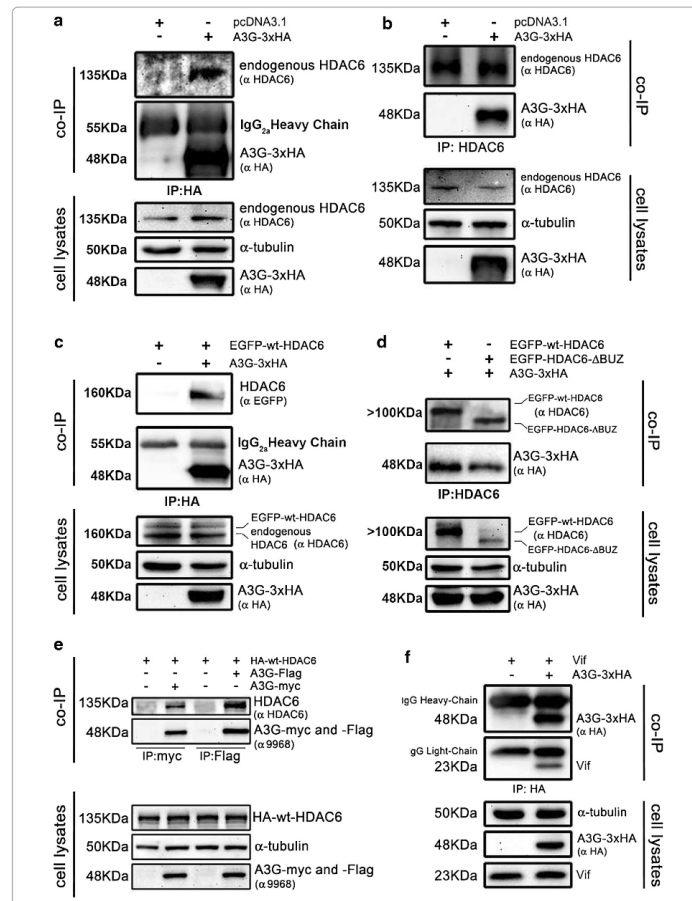 a
+ - pcDNA3.1
- + A3G-3xHA
co-IP
135KDa
endogenous HDAC6
(α HDAC6)
55KDa
IgG2aHeavy Chain
48KDa
A3G-3xHA
(α HA)
IP:HA
cell lysates
135KDa
endogenous HDAC6
(α HDAC6)
50KDa
α-tubulin
48KDa
A3G-3xHA
(α HA)
b
+ - pcDNA3.1
- + A3G-3xHA
135KDa
endogenous HDAC6
(α HDAC6)
48KDa
A3G-3xHA
(α HA)
IP: HDAC6
co-IP
135KDa
endogenous HDAC6
(α HDAC6)
50KDa
α-tubulin
48KDa
A3G-3xHA
(α HA)
cell lysates
c
+ + EGFP-wt-HDAC6
- + A3G-3xHA
co-IP
160KDa
HDAC6
(α EGFP)
55KDa
IgG2aHeavy Chain
48KDa
A3G-3xHA
(α HA)
IP:HA
cell lysates
160KDa
EGFP-wt-HDAC6
endogenous
HDAC6 (α HDAC6)
50KDa
α-tubulin
48KDa
A3G-3xHA
(α HA)
d
+ - EGFP-wt-HDAC6
- + EGFP-HDAC6-ΔBUZ
+ + A3G-3xHA
>100KDa
EGFP-wt-HDAC6
(α HDAC6)
EGFP-HDAC6-ΔBUZ
48KDa
A3G-3xHA
(α HA)
IP:HDAC6
co-IP
>100KDa
EGFP-wt-HDAC6
(α HDAC6)
EGFP-HDAC6-ΔBUZ
50KDa
α-tubulin
48KDa
A3G-3xHA
(α HA)
cell lysates
e
+ + + + HA-wt-HDAC6
- - - + A3G-Flag
- + - - A3G-myc
co-IP
135KDa
HDAC6
(α HDAC6)
48KDa
A3G-myc and -Flag
(α 9968)
IP:myc IP:Flag
cell lysates
135KDa
HA-wt-HDAC6
50KDa
α-tubulin
48KDa
A3G-myc and -Flag
(α 9968)
f
+ + Vif
- + A3G-3xHA
IgG Heavy-Chain
48KDa
A3G-3xHA
(α HA)
gG Light-Chain
23KDa
Vif
IP: HA
co-IP
50KDa
α-tubulin
48KDa
A3G-3xHA
(α HA)
23KDa
Vif
cell lysates